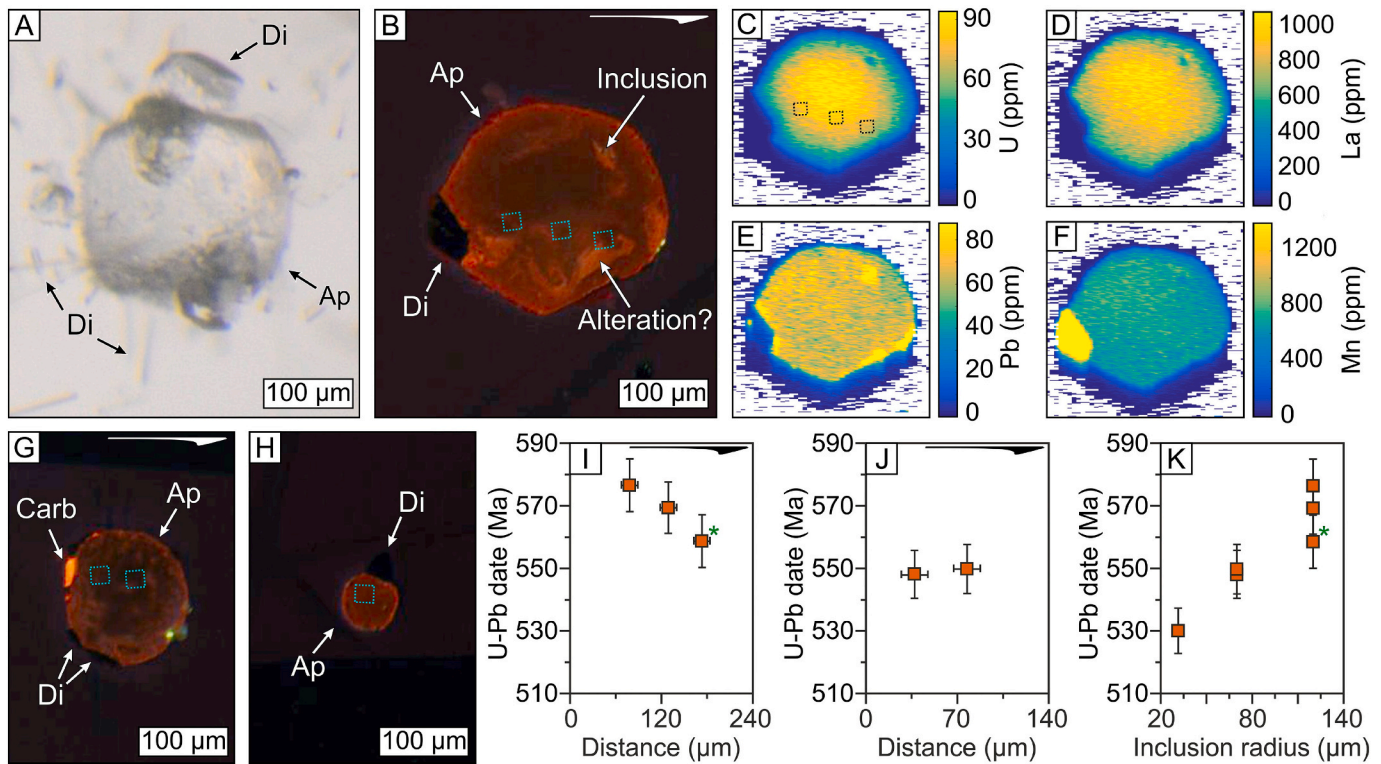 A
Di
Ap
Di
100 µm
B
Ap
Inclusion
Di
Alteration?
100 µm
C
90
60
30
0
U (ppm)
D
1000
800
600
400
200
0
La (ppm)
E
80
60
40
20
0
Pb (ppm)
F
1200
800
400
0
Mn (ppm)
G
Carb
Ap
Di
100 µm
H
Di
Ap
100 µm
I
590
570
550
530
510
U-Pb date (Ma)
*
0 120 240
Distance (µm)
J
590
570
550
530
510
U-Pb date (Ma)
0 70 140
Distance (µm)
K
590
570
550
530
510
U-Pb date (Ma)
*
20 80 140
Inclusion radius (µm)